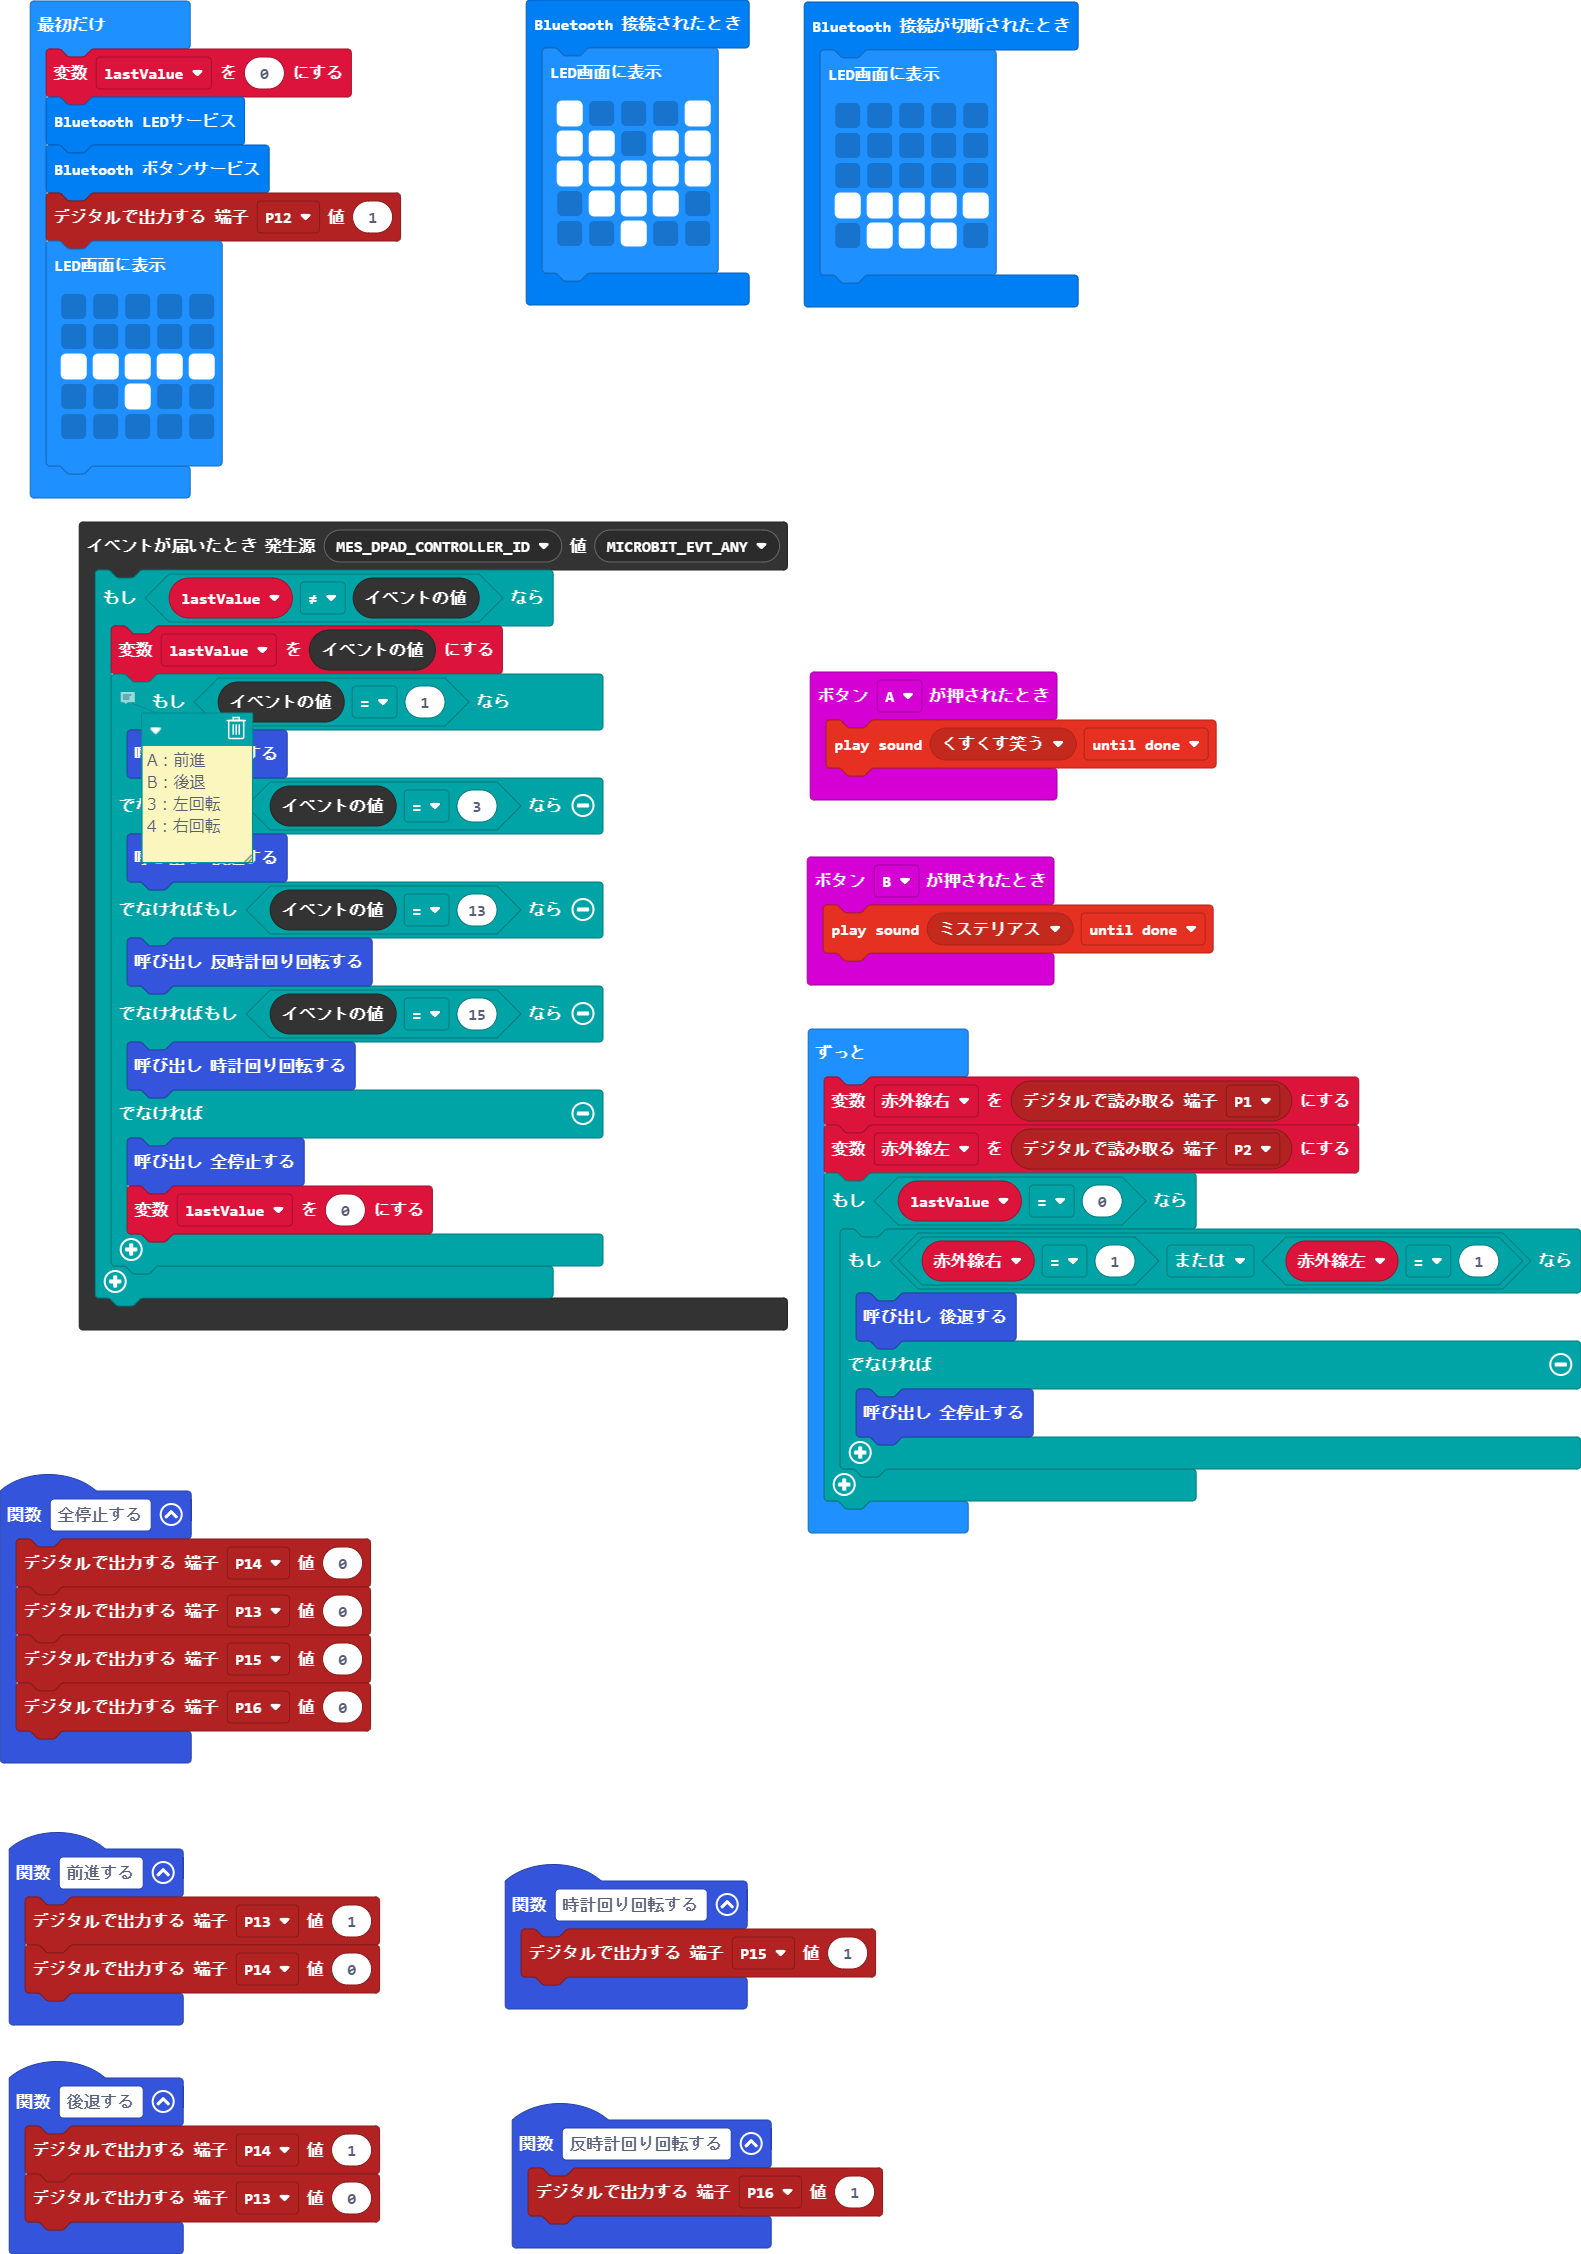 最初だけ
変数 lastValue を 0 にする
Bluetooth LEDサービス
Bluetooth ボタンサービス
デジタルで出力する 端子 P12 値 1
LED画面に表示
Bluetooth 接続されたとき
LED画面に表示
Bluetooth 接続が切断されたとき
LED画面に表示
イベントが届いたとき 発生源 MES_DPAD_CONTROLLER_ID 値 MICROBIT_EVT_ANY
もし lastValue ≠ イベントの値 なら
変数 lastValue を イベントの値 にする
もし イベントの値 = 1 なら
する
A：前進
B：後退
3：左回転
4：右回転
イベントの値 = 3 なら
する
でなければもし イベントの値 = 13 なら
呼び出し 反時計回り回転する
でなければもし イベントの値 = 15 なら
呼び出し 時計回り回転する
でなければ
呼び出し 全停止する
変数 lastValue を 0 にする
ボタン A が押されたとき
play sound くすくす笑う until done
ボタン B が押されたとき
play sound ミステリアス until done
ずっと
変数 赤外線右 を デジタルで読み取る 端子 P1 にする
変数 赤外線左 を デジタルで読み取る 端子 P2 にする
もし lastValue = 0 なら
もし 赤外線右 = 1 または 赤外線左 = 1 なら
呼び出し 後退する
でなければ
呼び出し 全停止する
関数 全停止する
デジタルで出力する 端子 P14 値 0
デジタルで出力する 端子 P13 値 0
デジタルで出力する 端子 P15 値 0
デジタルで出力する 端子 P16 値 0
関数 前進する
デジタルで出力する 端子 P13 値 1
デジタルで出力する 端子 P14 値 0
関数 時計回り回転する
デジタルで出力する 端子 P15 値 1
関数 後退する
デジタルで出力する 端子 P14 値 1
デジタルで出力する 端子 P13 値 0
関数 反時計回り回転する
デジタルで出力する 端子 P16 値 1